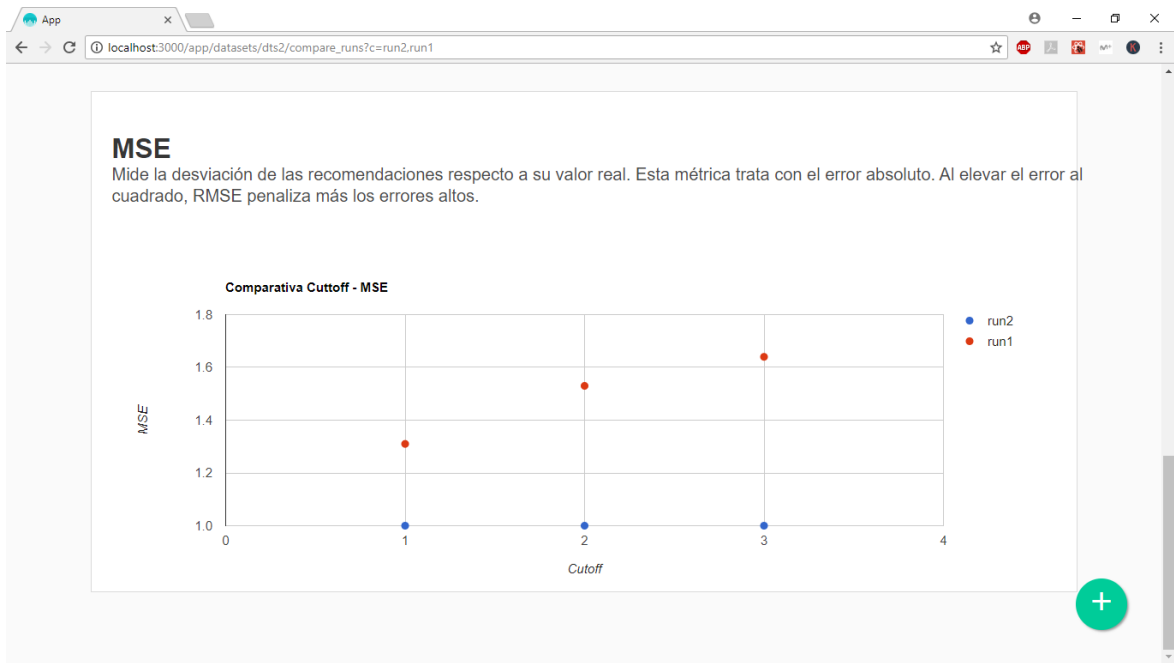 App
localhost:3000/app/datasets/dts2/compare_runs?c=run2,run1
ABP
K
MSE
Mide la desviación de las recomendaciones respecto a su valor real. Esta métrica trata con el error absoluto. Al elevar el error al
cuadrado, RMSE penaliza más los errores altos.
Comparativa Cuttoff - MSE
1.8
run2
run1
1.6
1.4
MSE
1.2
1.0
0 1 2 3 4
Cutoff